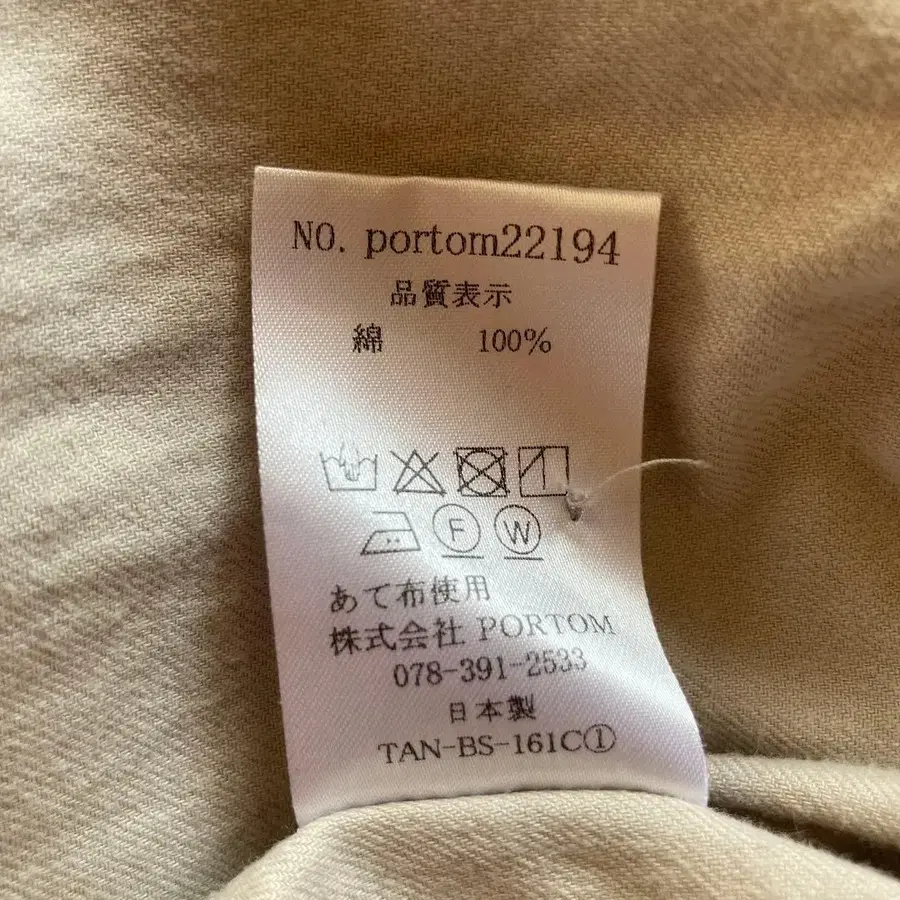 NO. portom22194
品質表示
綿 100%
F W
あて布使用
株式会社 PORTOM
078-391-2533
日本製
TAN-BS-161C①